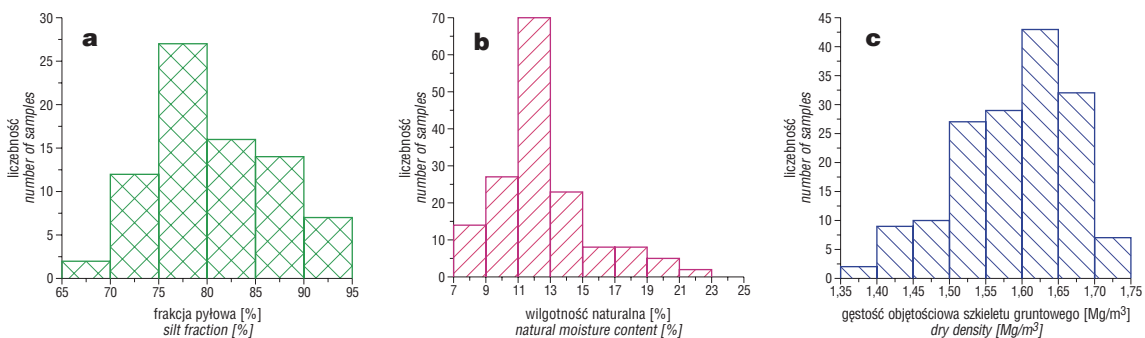 a
30
25
20
15
10
5
0
liczebność
number of samples
65 70 75 80 85 90 95
frakcja pyłowa [%]
silt fraction [%]
b
70
60
50
40
30
20
10
0
liczebność
number of samples
7 9 11 13 15 17 19 21 23 25
wilgotność naturalna [%]
natural moisture content [%]
c
45
40
35
30
25
20
15
10
5
0
liczebność
number of samples
1,35 1,40 1,45 1,50 1,55 1,60 1,65 1,70 1,75
gęstość objętościowa szkieletu gruntowego [Mg/m³]
dry density [Mg/m³]